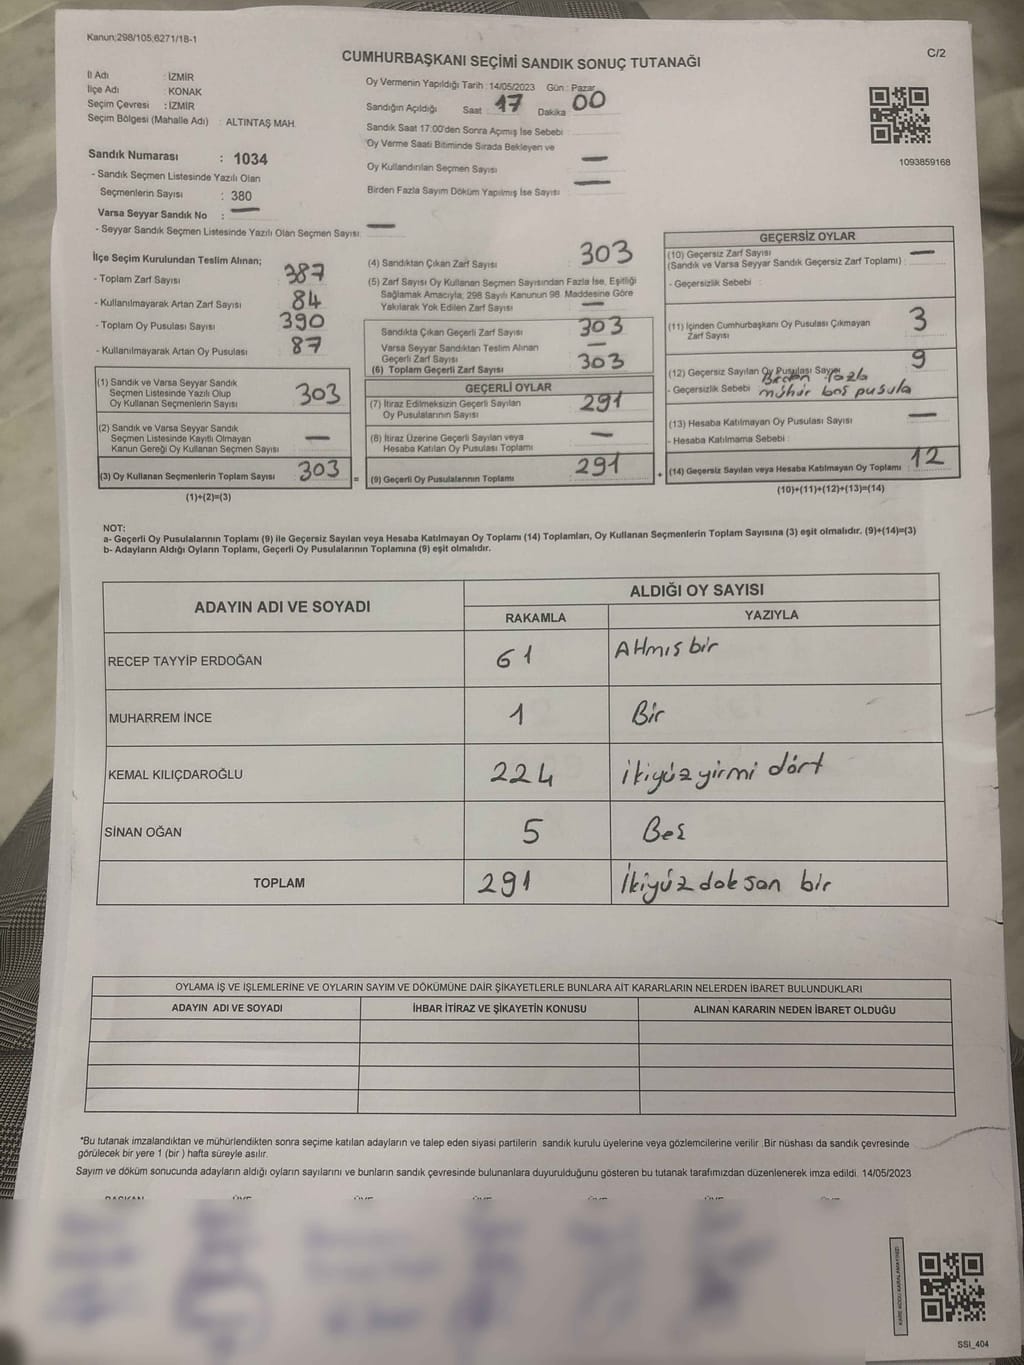 Kanun;298/105;6271/18-1
C/2
CUMHURBAŞKANI SEÇİMİ SANDIK SONUÇ TUTANAĞI
İl Adı : İZMİR
İlçe Adı : KONAK
Seçim Çevresi : İZMİR
Seçim Bölgesi (Mahalle Adı) : ALTINTAŞ MAH.
Sandık Numarası : 1034
- Sandık Seçmen Listesinde Yazılı Olan
Seçmenlerin Sayısı : 380
Varsa Seyyar Sandık No : —
- Seyyar Sandık Seçmen Listesinde Yazılı Olan Seçmen Sayısı: —
Oy Vermenin Yapıldığı Tarih : 14/05/2023 Gün : Pazar
Sandığın Açıldığı Saat : 17 Dakika 00
Sandık Saat 17:00'den Sonra Açımış İse Sebebi :
Oy Verme Saati Bitiminde Sırada Bekleyen ve
Oy Kullandırılan Seçmen Sayısı —
Birden Fazla Sayım Döküm Yapılmış İse Sayısı —
1093859168
İlçe Seçim Kurulundan Teslim Alınan;
- Toplam Zarf Sayısı 387
- Kullanılmayarak Artan Zarf Sayısı 84
- Toplam Oy Pusulası Sayısı 390
- Kullanılmayarak Artan Oy Pusulası 87
(1) Sandık ve Varsa Seyyar Sandık
Seçmen Listesinde Yazılı Olup
Oy Kullanan Seçmenlerin Sayısı 303
(2) Sandık ve Varsa Seyyar Sandık
Seçmen Listesinde Kayıtlı Olmayan
Kanun Gereği Oy Kullanan Seçmen Sayısı —
(3) Oy Kullanan Seçmenlerin Toplam Sayısı 303 =
(1)+(2)=(3)
(4) Sandıktan Çıkan Zarf Sayısı 303
(5) Zarf Sayısı Oy Kullanan Seçmen Sayısından Fazla İse, Eşitliği
Sağlamak Amacıyla, 298 Sayılı Kanunun 98. Maddesine Göre
Yakılarak Yok Edilen Zarf Sayısı —
Sandıkta Çıkan Geçerli Zarf Sayısı 303
Varsa Seyyar Sandıktan Teslim Alınan
Geçerli Zarf Sayısı —
(6) Toplam Geçerli Zarf Sayısı 303
GEÇERLİ OYLAR
(7) İtiraz Edilmeksizin Geçerli Sayılan
Oy Pusulalarının Sayısı 291
(8) İtiraz Üzerine Geçerli Sayılan veya
Hesaba Katılan Oy Pusulası Toplamı —
(9) Geçerli Oy Pusulalarının Toplamı 291 +
GEÇERSİZ OYLAR
(10) Geçersiz Zarf Sayısı —
(Sandık ve Varsa Seyyar Sandık Geçersiz Zarf Toplamı) :
- Geçersizlik Sebebi :
(11) İçinden Cumhurbaşkanı Oy Pusulası Çıkmayan
Zarf Sayısı 3
(12) Geçersiz Sayılan Oy Pusulası Sayısı 9
Birden fazla
- Geçersizlik Sebebi mühür boş pusula
(13) Hesaba Katılmayan Oy Pusulası Sayısı —
- Hesaba Katılmama Sebebi :
(14) Geçersiz Sayılan veya Hesaba Katılmayan Oy Toplamı : 12
(10)+(11)+(12)+(13)=(14)
NOT:
a- Geçerli Oy Pusulalarının Toplamı (9) ile Geçersiz Sayılan veya Hesaba Katılmayan Oy Toplamı (14) Toplamları, Oy Kullanan Seçmenlerin Toplam Sayısına (3) eşit olmalıdır. (9)+(14)=(3)
b- Adayların Aldığı Oyların Toplamı, Geçerli Oy Pusulalarının Toplamına (9) eşit olmalıdır.
ADAYIN ADI VE SOYADI
ALDIĞI OY SAYISI
RAKAMLA YAZIYLA
RECEP TAYYİP ERDOĞAN 61 Altmış bir
MUHARREM İNCE 1 Bir
KEMAL KILIÇDAROĞLU 224 ikiyüz yirmi dört
SİNAN OĞAN 5 Beş
TOPLAM 291 İkiyüz doksan bir
OYLAMA İŞ VE İŞLEMLERİNE VE OYLARIN SAYIM VE DÖKÜMÜNE DAİR ŞİKAYETLERLE BUNLARA AİT KARARLARIN NELERDEN İBARET BULUNDUKLARI
ADAYIN ADI VE SOYADI İHBAR İTİRAZ VE ŞİKAYETİN KONUSU ALINAN KARARIN NEDEN İBARET OLDUĞU
*Bu tutanak imzalandıktan ve mühürlendikten sonra seçime katılan adayların ve talep eden siyasi partilerin sandık kurulu üyelerine veya gözlemcilerine verilir .Bir nüshası da sandık çevresinde
görülecek bir yere 1 (bir ) hafta süreyle asılır.
Sayım ve döküm sonucunda adayların aldığı oyların sayılarını ve bunların sandık çevresinde bulunanlara duyurulduğunu gösteren bu tutanak tarafımızdan düzenlenerek imza edildi. 14/05/2023
KARE KODU KARALAMAYINIZ!
SSİ_404